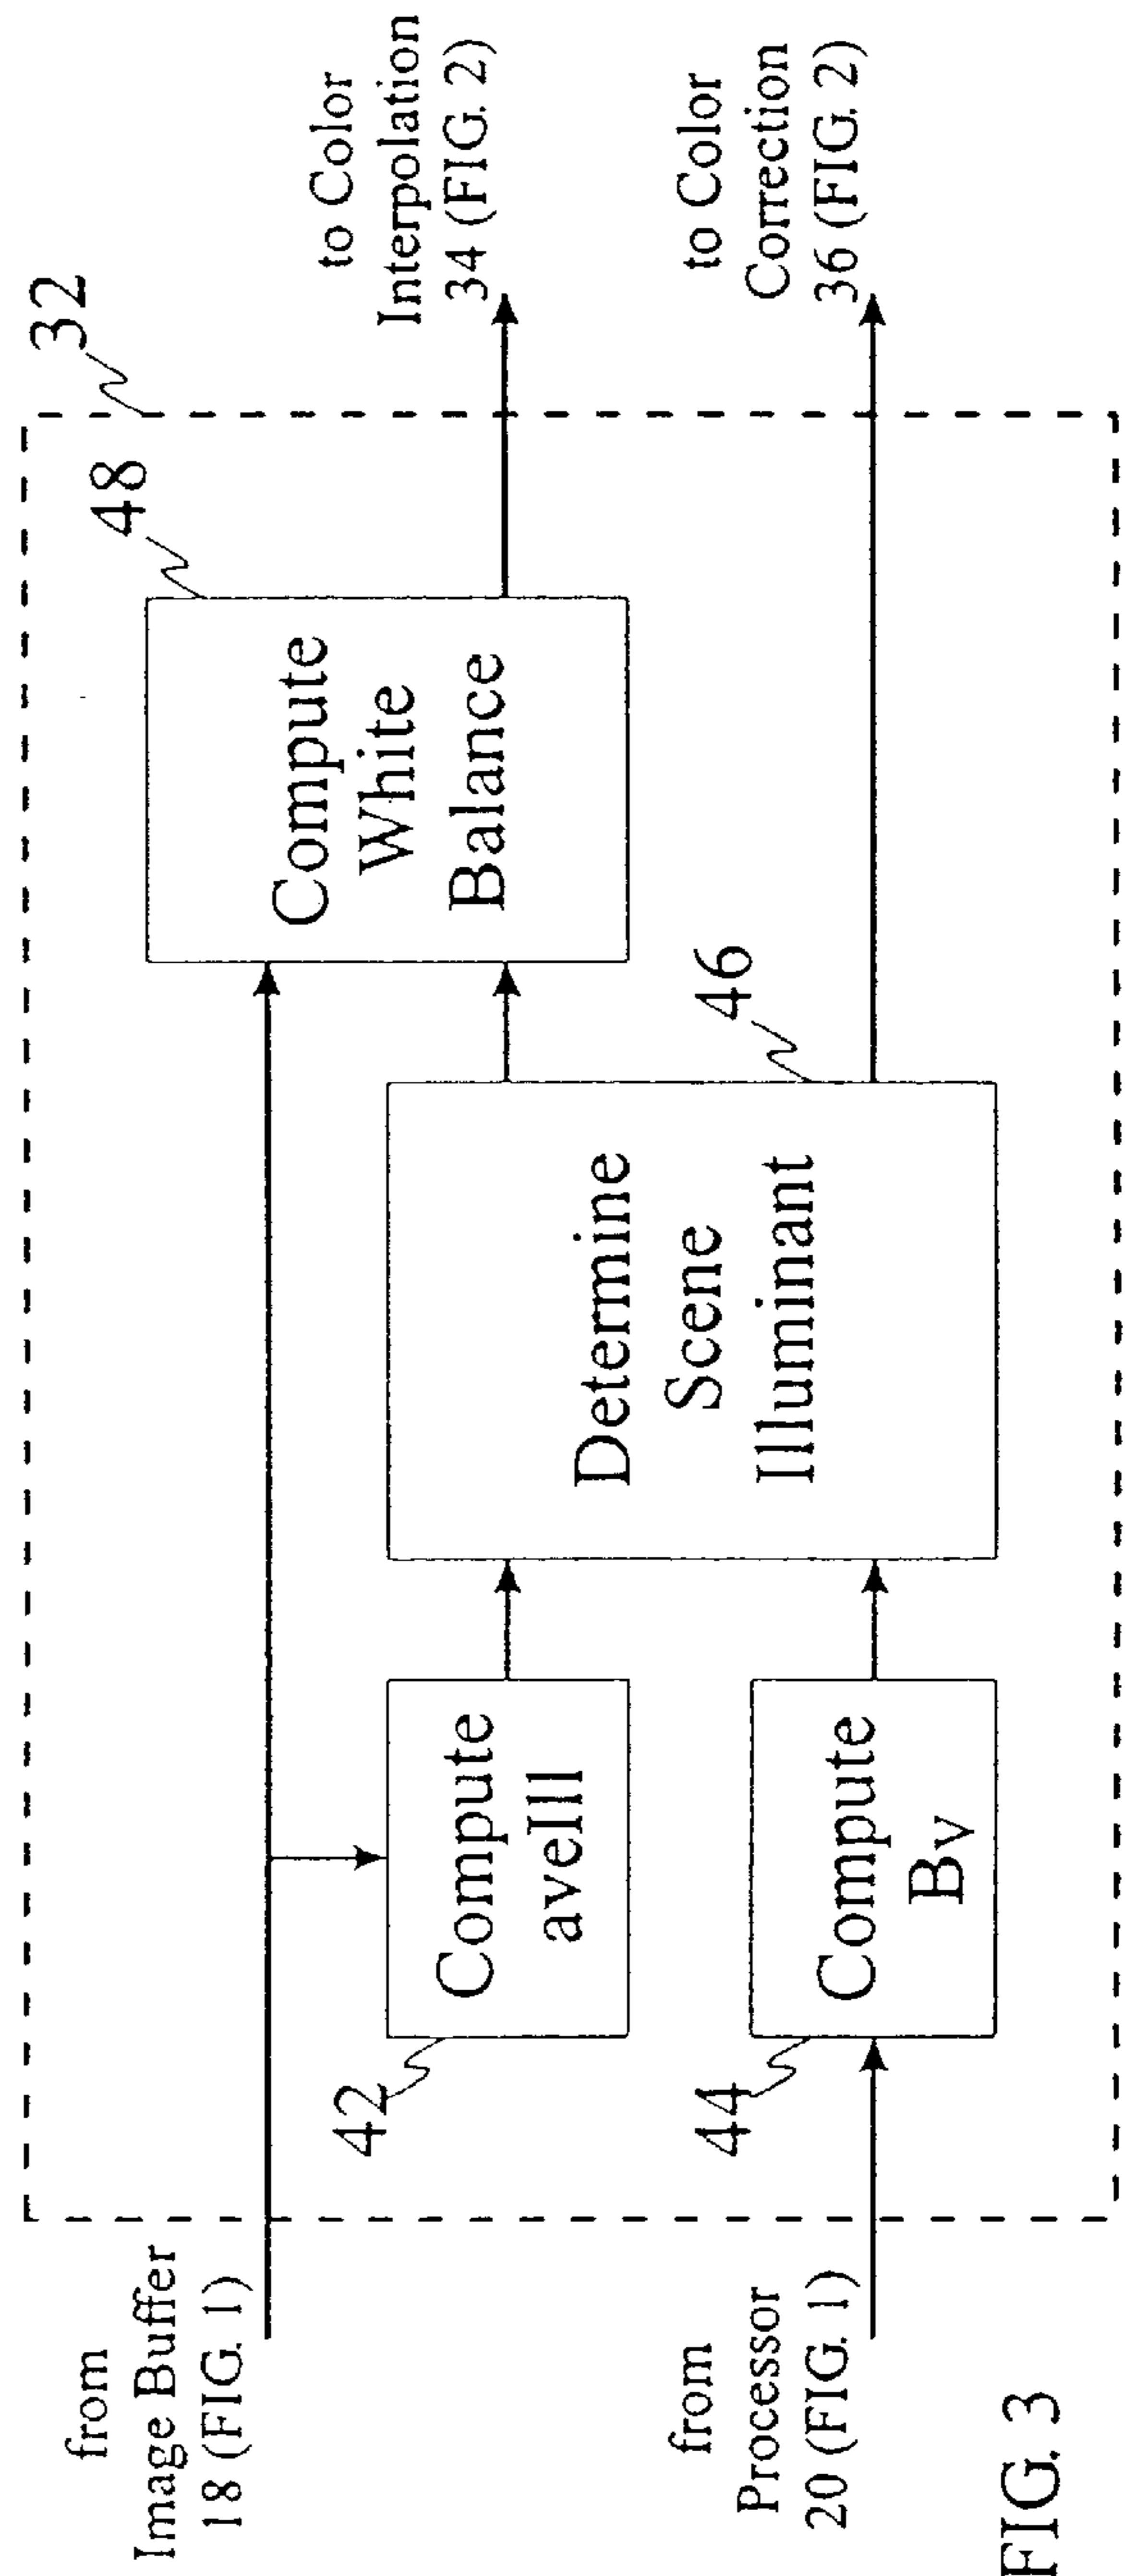 from
Image Buffer
18 (FIG. 1)
from
Processor
20 (FIG. 1)
42
Compute
aveIll
44
Compute
Bv
Determine
Scene
Illuminant
46
Compute
White
Balance
48
32
to Color
Interpolation
34 (FIG. 2)
to Color
Correction
36 (FIG. 2)
FIG. 3